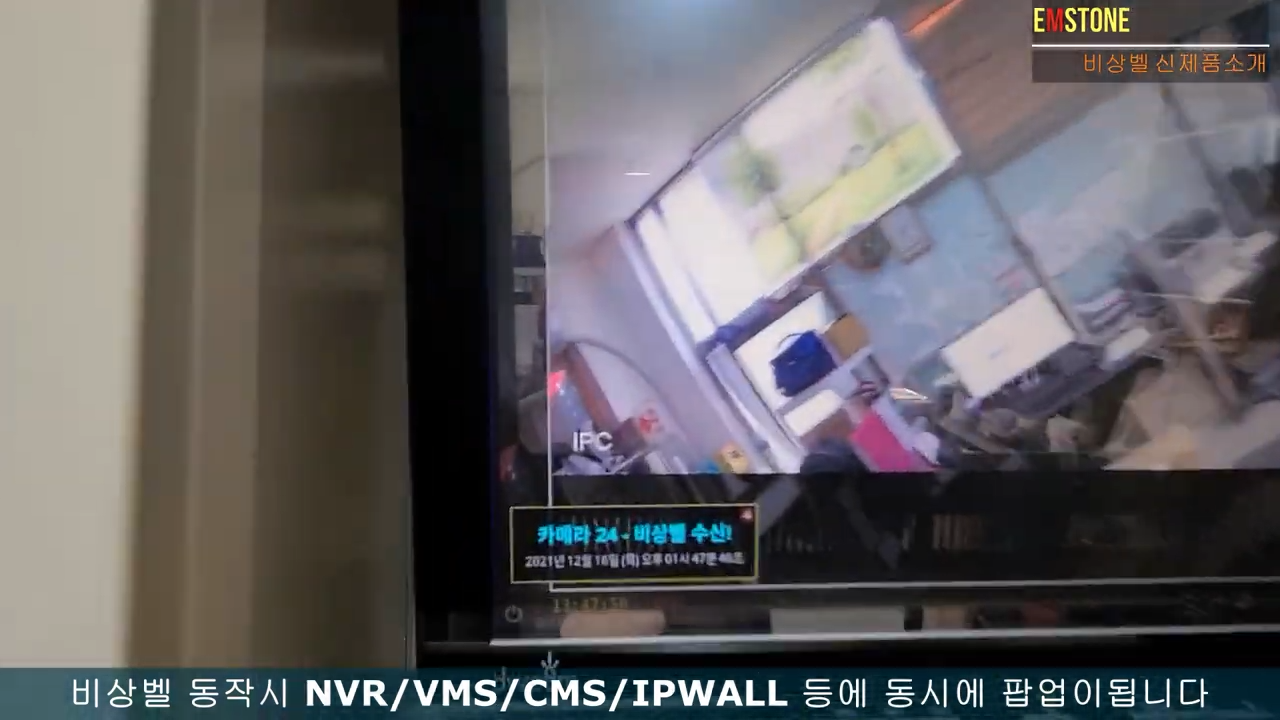 EMSTONE
비상벨 신제품소개
IPC
카메라 24 - 비상벨 수신!
2021년 12월 16일 (목) 오후 01시 47분 46초
비상벨 동작시 NVR/VMS/CMS/IPWALL 등에 동시에 팝업이됩니다